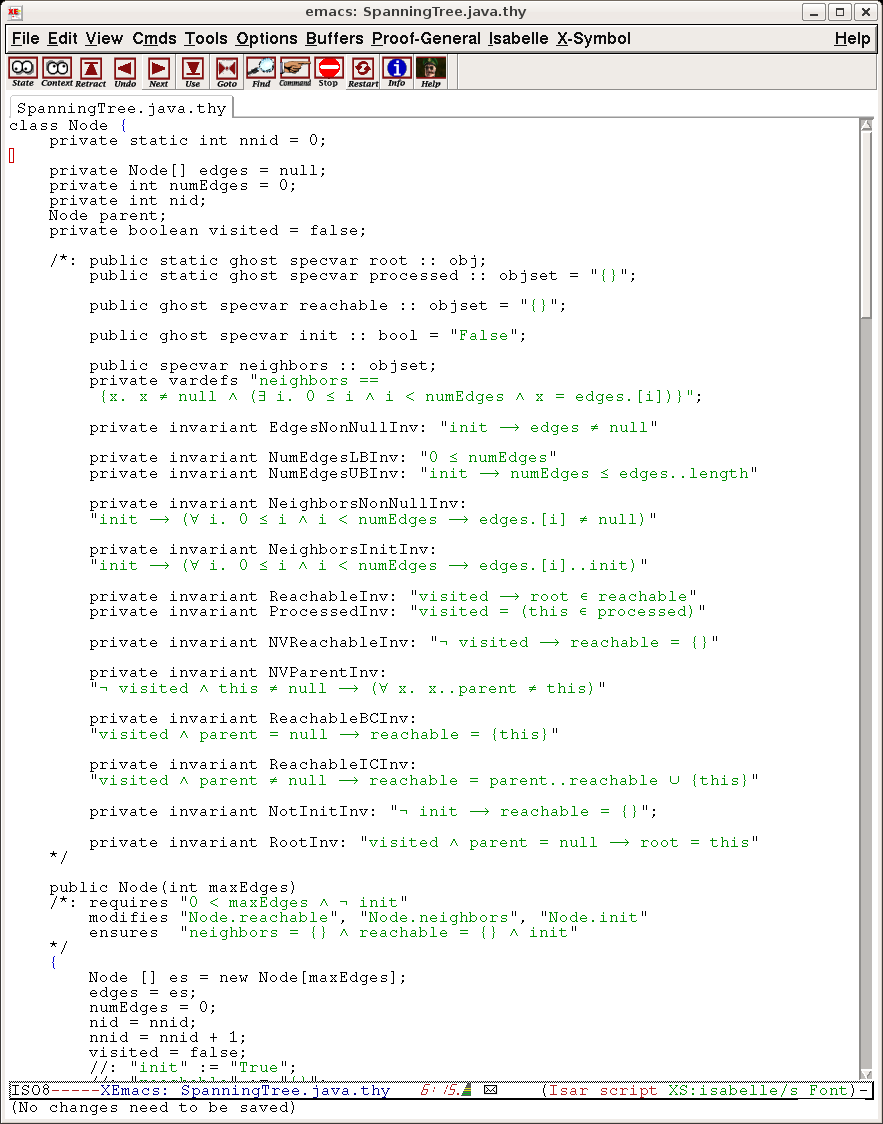 emacs: SpanningTree.java.thy
File Edit View Cmds Tools Options Buffers Proof-General Isabelle X-Symbol Help
State Context Retract Undo Next Use Goto Find Command Stop Restart Info Help
SpanningTree.java.thy
class Node {
    private static int nnid = 0;

    private Node[] edges = null;
    private int numEdges = 0;
    private int nid;
    Node parent;
    private boolean visited = false;

    /*: public static ghost specvar root :: obj;
        public static ghost specvar processed :: objset = "{}";

        public ghost specvar reachable :: objset = "{}";

        public ghost specvar init :: bool = "False";

        public specvar neighbors :: objset;
        private vardefs "neighbors ==
         {x. x ≠ null ∧ (∃ i. 0 ≤ i ∧ i < numEdges ∧ x = edges.[i])}";

        private invariant EdgesNonNullInv: "init ⟶ edges ≠ null"

        private invariant NumEdgesLBInv: "0 ≤ numEdges"
        private invariant NumEdgesUBInv: "init ⟶ numEdges ≤ edges..length"

        private invariant NeighborsNonNullInv:
        "init ⟶ (∀ i. 0 ≤ i ∧ i < numEdges ⟶ edges.[i] ≠ null)"

        private invariant NeighborsInitInv:
        "init ⟶ (∀ i. 0 ≤ i ∧ i < numEdges ⟶ edges.[i]..init)"

        private invariant ReachableInv: "visited ⟶ root ∈ reachable"
        private invariant ProcessedInv: "visited = (this ∈ processed)"

        private invariant NVReachableInv: "¬ visited ⟶ reachable = {}"

        private invariant NVParentInv:
        "¬ visited ∧ this ≠ null ⟶ (∀ x. x..parent ≠ this)"

        private invariant ReachableBCInv:
        "visited ∧ parent = null ⟶ reachable = {this}"

        private invariant ReachableICInv:
        "visited ∧ parent ≠ null ⟶ reachable = parent..reachable ∪ {this}"

        private invariant NotInitInv: "¬ init ⟶ reachable = {}";

        private invariant RootInv: "visited ∧ parent = null ⟶ root = this"
    */

    public Node(int maxEdges)
    /*: requires "0 < maxEdges ∧ ¬ init"
        modifies "Node.reachable", "Node.neighbors", "Node.init"
        ensures  "neighbors = {} ∧ reachable = {} ∧ init"
    */
    {
        Node [] es = new Node[maxEdges];
        edges = es;
        numEdges = 0;
        nid = nnid;
        nnid = nnid + 1;
        visited = false;
        //: "init" := "True";
ISO8-----XEmacs: SpanningTree.java.thy 6:15 (Isar script XS:isabelle/s Font)-
(No changes need to be saved)